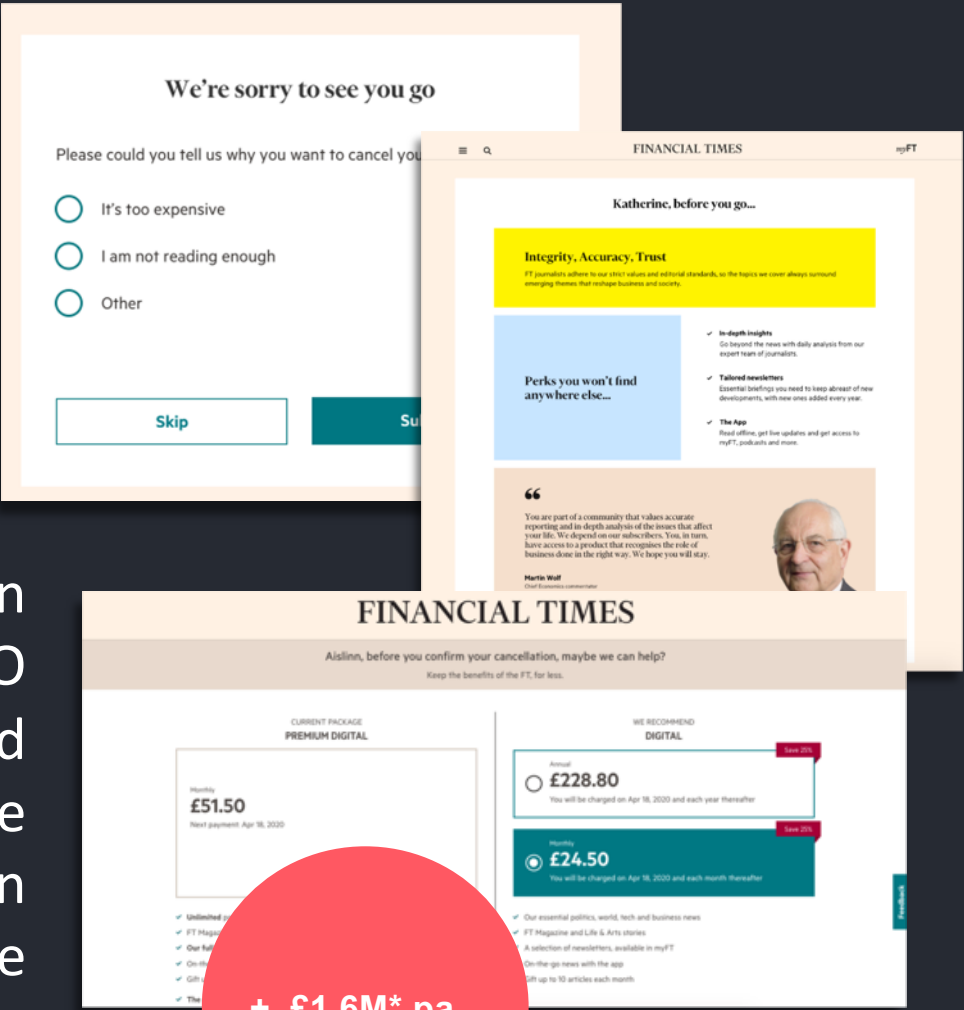 We're sorry to see you go
Please could you tell us why you want to cancel
It's too expensive
I am not reading enough
Other
Skip
FINANCIAL TIMES
myFT
Katherine, before you go...
Integrity, Accuracy, Trust
FT journalists adhere to our strict values and editorial standards, so the topics we cover always surround
emerging themes that reshape business and society.
Perks you won't find
anywhere else...
In-depth insights
Go beyond the news with daily analysis from our
expert team of journalists.
Tailored newsletters
Essential briefings you need to keep abreast of new
developments, with new ones added every year.
The App
Read offline, get live updates and get access to
myFT, podcasts and more.
“
You are part of a community that values accurate
reporting and in-depth analysis of the issues that affect
your life. We depend on our subscribers. You, in turn,
have access to a product that recognises the role of
business done in the right way. We hope you will stay.
Martin Wolf
Chief Economics commentator
n
O
d
e
n
e
FINANCIAL TIMES
Aislinn, before you confirm your cancellation, maybe we can help?
Keep the benefits of the FT, for less.
CURRENT PACKAGE
PREMIUM DIGITAL
Monthly
£51.50
Next payment: Apr 18, 2020
WE RECOMMEND
DIGITAL
Save 25%
Annual
£228.80
You will be charged on Apr 18, 2020 and each year thereafter
Save 25%
Monthly
£24.50
You will be charged on Apr 18, 2020 and each month thereafter
Feedback
Unlimited
FT
Our
The
Our essential politics, world, tech and business news
FT Magazine and Life & Arts stories
A selection of newsletters, available in myFT
On-the-go news with the app
Gift up to 10 articles each month
+ £1.6M* pa